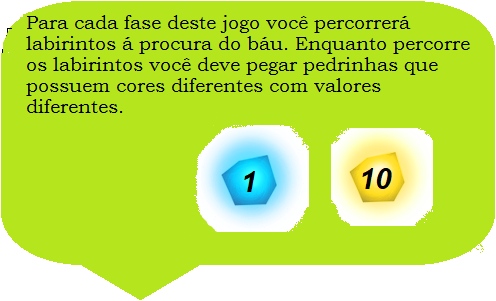 Para cada fase deste jogo você percorrerá
labirintos á procura do báu. Enquanto percorre
os labirintos você deve pegar pedrinhas que
possuem cores diferentes com valores
diferentes.
1 10